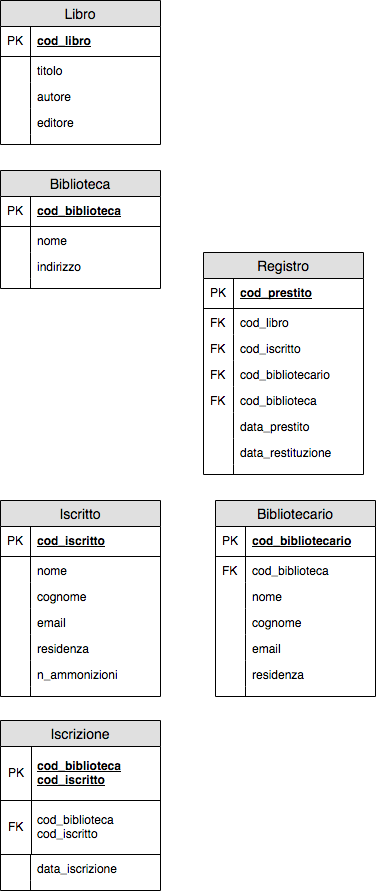 Libro
PK cod_libro
titolo
autore
editore
Biblioteca
PK cod_biblioteca
nome
indirizzo
Registro
PK cod_prestito
FK cod_libro
FK cod_iscritto
FK cod_bibliotecario
FK cod_biblioteca
data_prestito
data_restituzione
Iscritto
PK cod_iscritto
nome
cognome
email
residenza
n_ammonizioni
Bibliotecario
PK cod_bibliotecario
FK cod_biblioteca
nome
cognome
email
residenza
Iscrizione
PK cod_biblioteca
cod_iscritto
FK cod_biblioteca
cod_iscritto
data_iscrizione